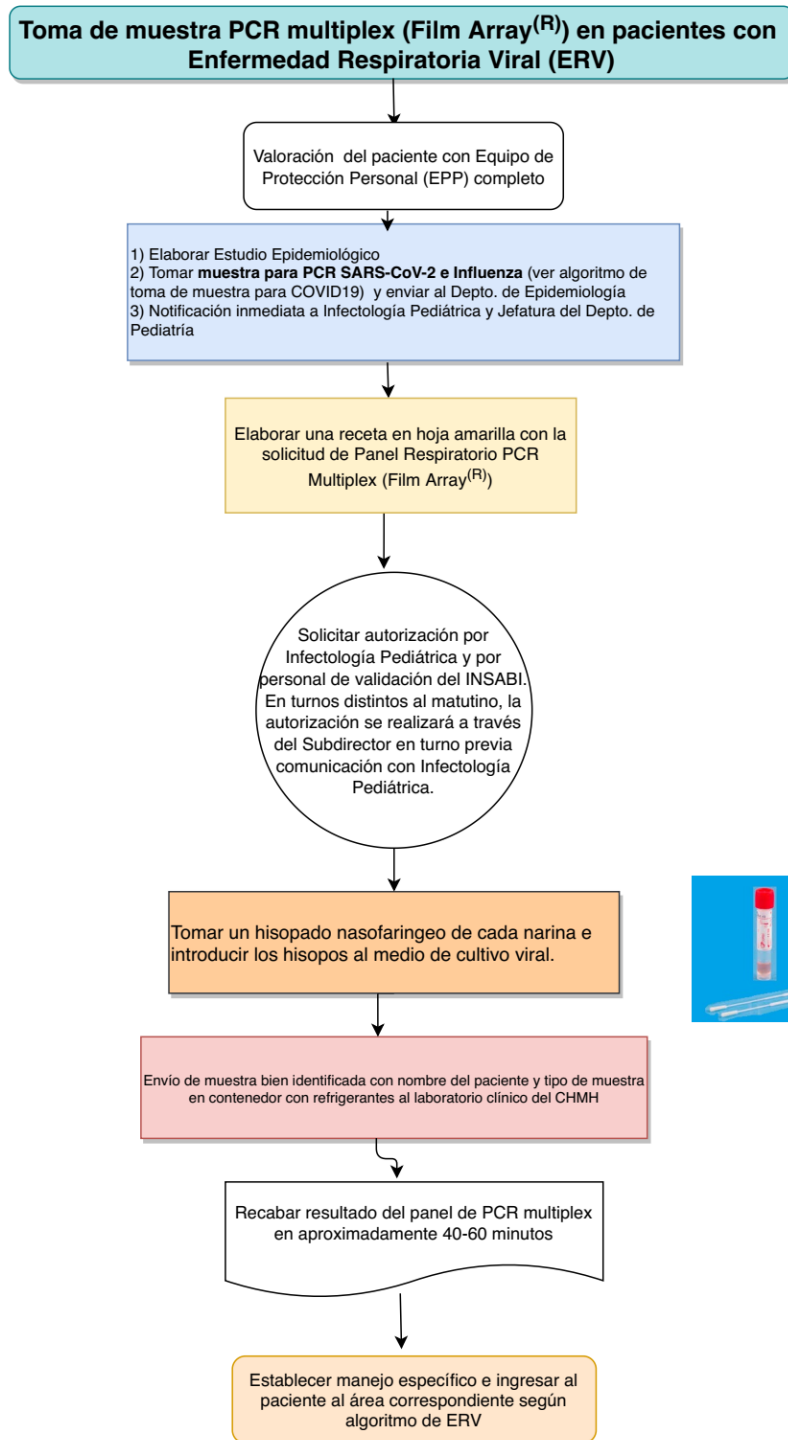 Toma de muestra PCR multiplex (Film Array(R)) en pacientes con
Enfermedad Respiratoria Viral (ERV)
Valoración del paciente con Equipo de
Protección Personal (EPP) completo
1) Elaborar Estudio Epidemiológico
2) Tomar muestra para PCR SARS-CoV-2 e Influenza (ver algoritmo de
toma de muestra para COVID19) y enviar al Depto. de Epidemiología
3) Notificación inmediata a Infectología Pediátrica y Jefatura del Depto. de
Pediatría
Elaborar una receta en hoja amarilla con la
solicitud de Panel Respiratorio PCR
Multiplex (Film Array(R))
Solicitar autorización por
Infectología Pediátrica y por
personal de validación del INSABI.
En turnos distintos al matutino, la
autorización se realizará a través
del Subdirector en turno previa
comunicación con Infectología
Pediátrica.
Tomar un hisopado nasofaringeo de cada narina e
introducir los hisopos al medio de cultivo viral.
Envío de muestra bien identificada con nombre del paciente y tipo de muestra
en contenedor con refrigerantes al laboratorio clínico del CHMH
Recabar resultado del panel de PCR multiplex
en aproximadamente 40-60 minutos
Establecer manejo específico e ingresar al
paciente al área correspondiente según
algoritmo de ERV